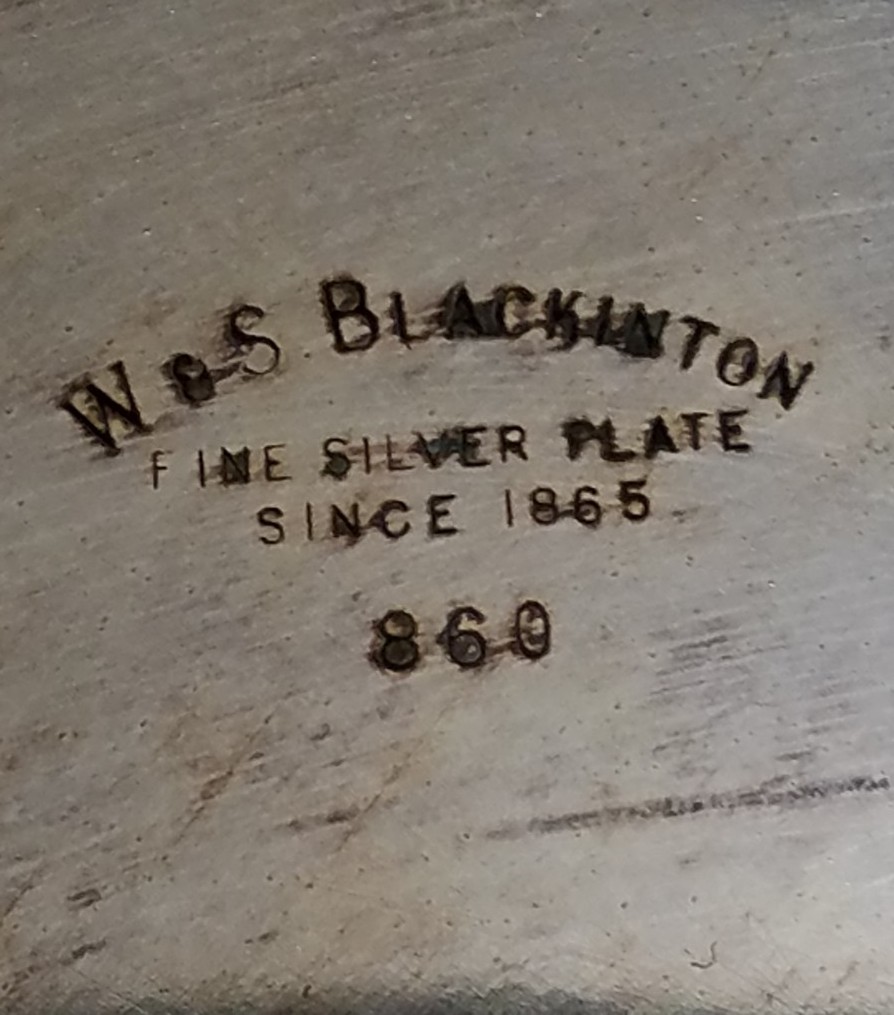 W & S BLACKINTON
FINE SILVER PLATE
SINCE 1865
860